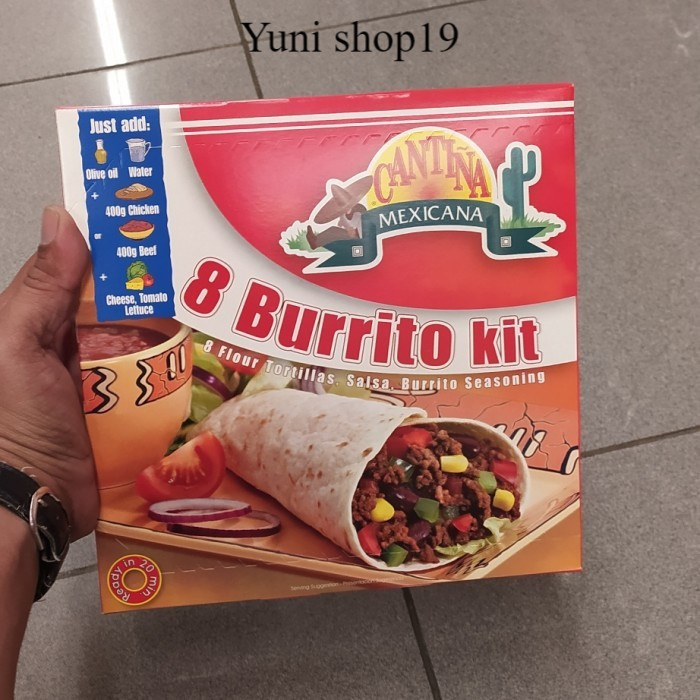 Yuni shop19
Just add:
Olive oil Water
+
400g Chicken
or
400g Beef
+
Cheese, Tomato
Lettuce
CANTIÑA
MEXICANA
8 Burrito kit
8 Flour Tortillas, Salsa, Burrito Seasoning
Ready in 20 min